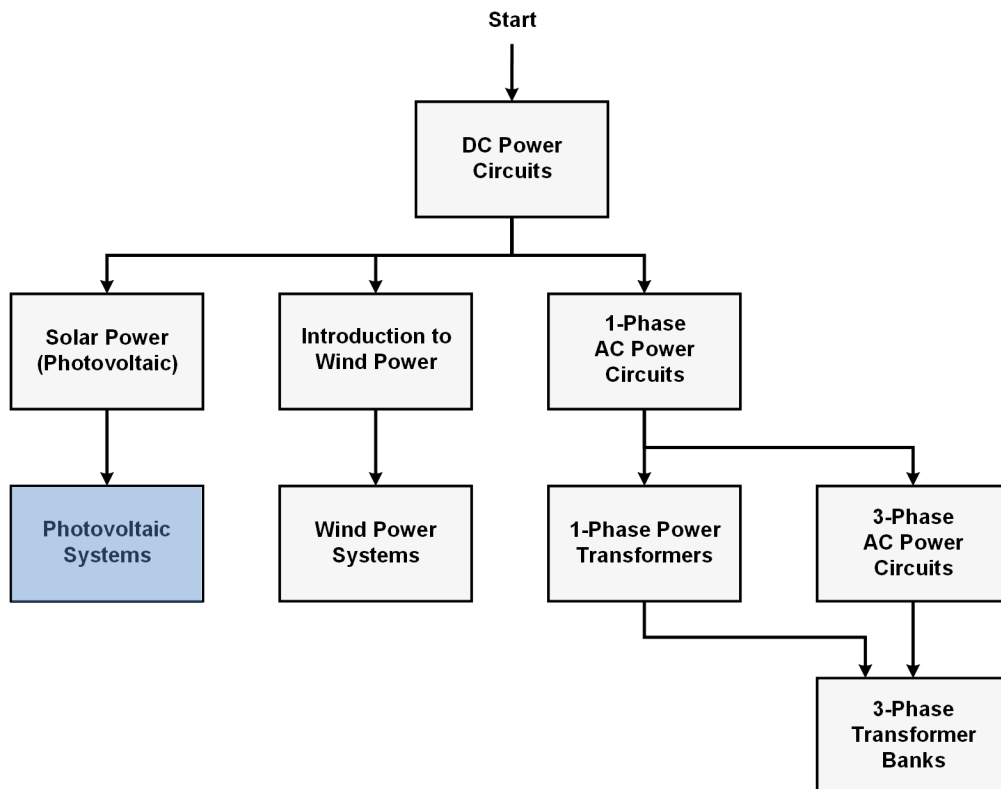 Start
DC Power
Circuits
Solar Power
(Photovoltaic)
Introduction to
Wind Power
1-Phase
AC Power
Circuits
Photovoltaic
Systems
Wind Power
Systems
1-Phase Power
Transformers
3-Phase
AC Power
Circuits
3-Phase
Transformer
Banks